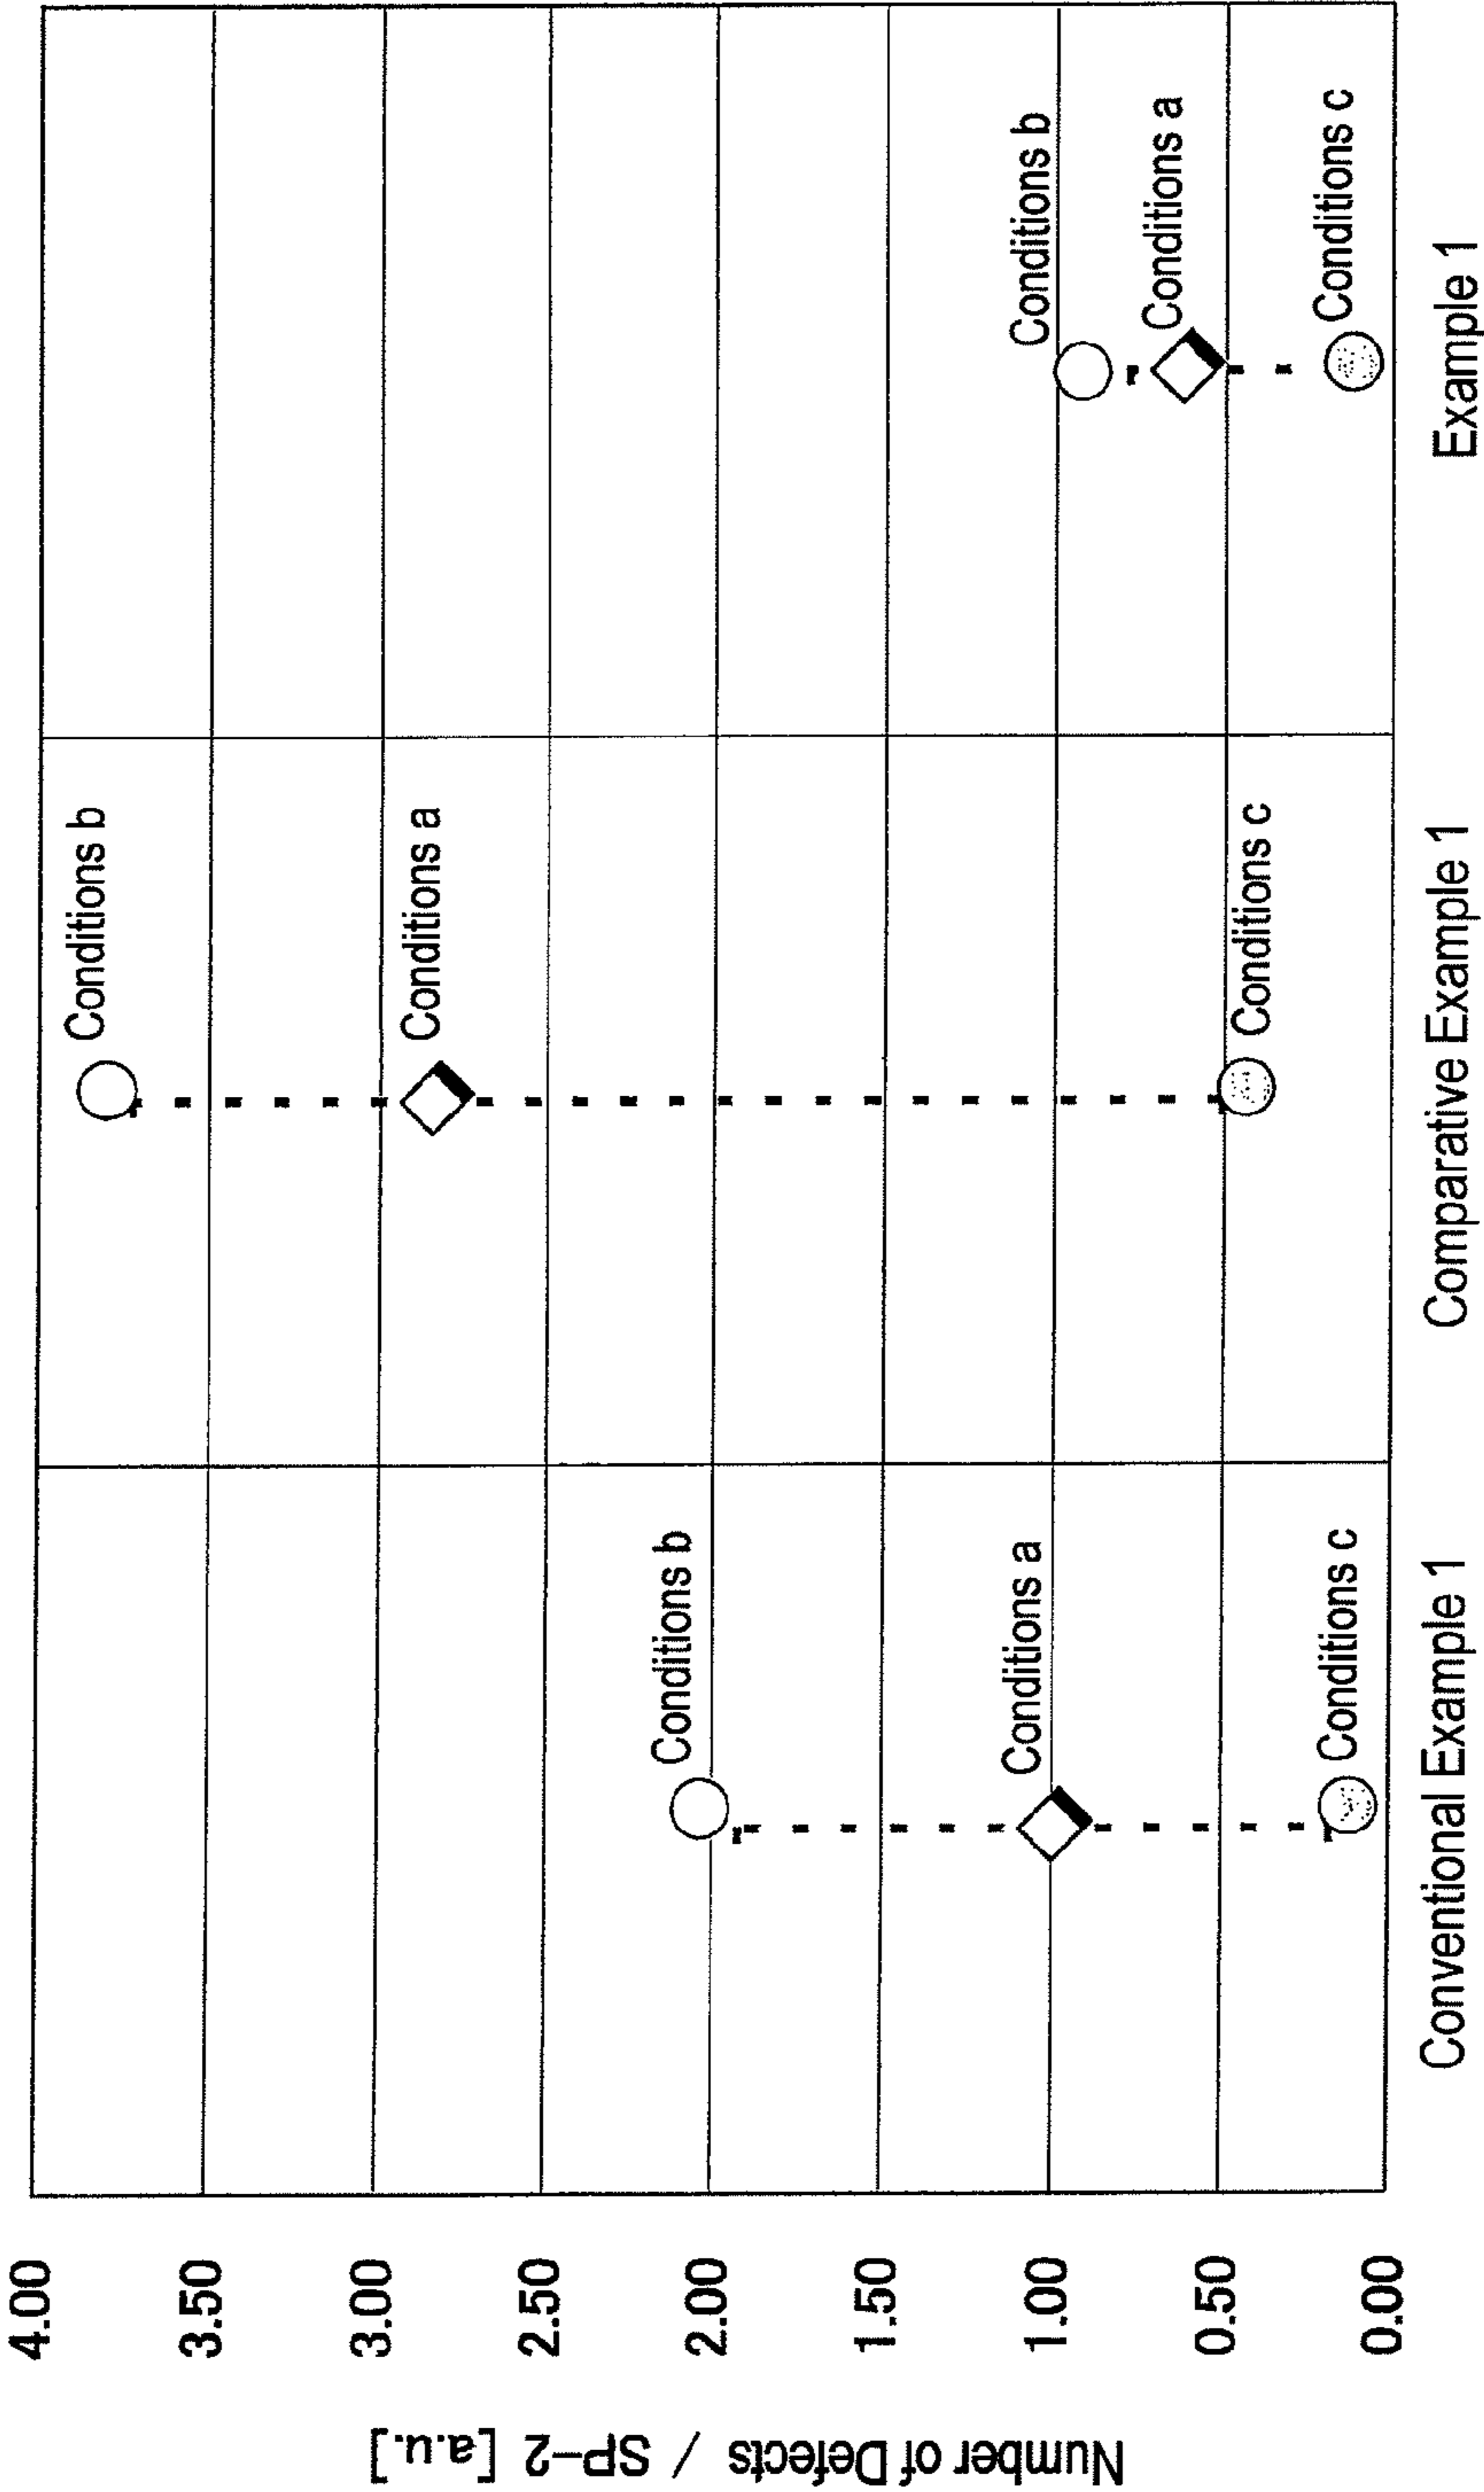 Number of Defects / SP-2 [a.u.]
4.00
3.50
3.00
2.50
2.00
1.50
1.00
0.50
0.00
Conditions b
Conditions a
Conditions c
Conditions b
Conditions a
Conditions c
Conditions b
Conditions a
Conditions c
Conventional Example 1
Comparative Example 1
Example 1